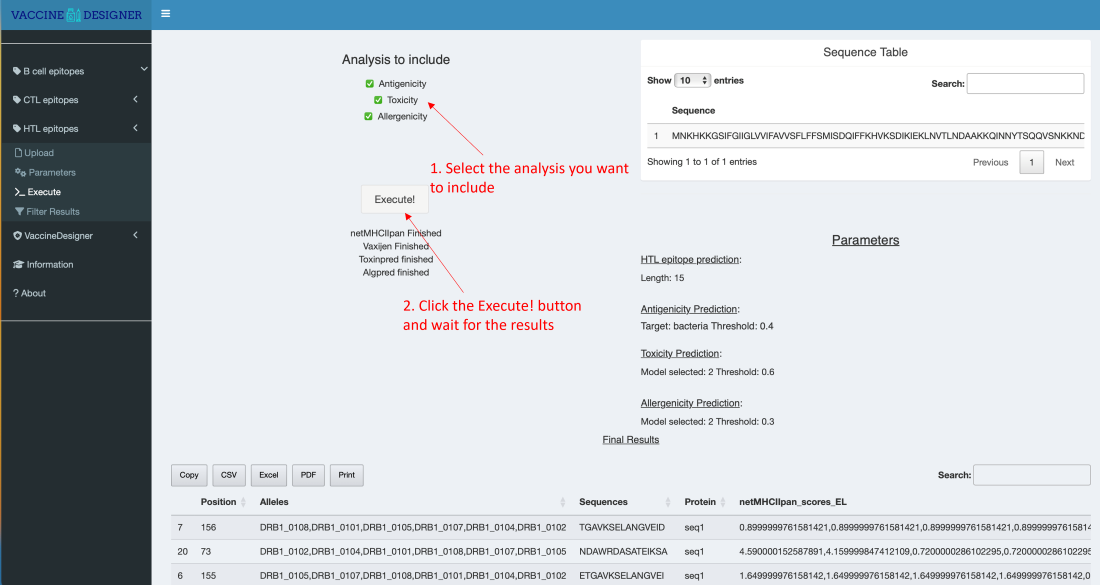 VACCINE DESIGNER
B cell epitopes
CTL epitopes
HTL epitopes
Upload
Parameters
Execute
Filter Results
VaccineDesigner
Information
? About
Analysis to include
Antigenicity
Toxicity
Allergenicity
1. Select the analysis you want
to include
Execute!
netMHCIIpan Finished
Vaxijen Finished
Toxinpred finished
Algpred finished
2. Click the Execute! button
and wait for the results
Sequence Table
Show 10 entries
Search:
Sequence
1 MNKHKKGSIFGIIGLVVIFAVVSFLFFSMISDQIFFKHVKSDIKIEKLNVTLNDAAKKQINNYTSQQVSNKKND
Showing 1 to 1 of 1 entries
Previous 1 Next
Parameters
HTL epitope prediction:
Length: 15
Antigenicity Prediction:
Target: bacteria Threshold: 0.4
Toxicity Prediction:
Model selected: 2 Threshold: 0.6
Allergenicity Prediction:
Model selected: 2 Threshold: 0.3
Final Results
Copy CSV Excel PDF Print
Search:
Position Alleles Sequences Protein netMHCIIpan_scores_EL
7 156 DRB1_0108,DRB1_0101,DRB1_0105,DRB1_0107,DRB1_0104,DRB1_0102 TGAVKSELANGVEID seq1 0.8999999761581421,0.8999999761581421,0.8999999761581421,0.89999997615814
20 73 DRB1_0102,DRB1_0104,DRB1_0101,DRB1_0108,DRB1_0107,DRB1_0105 NDAWRDASATEIKSA seq1 4.590000152587891,4.159999847412109,0.7200000286102295,0.7200000286102295
6 155 DRB1_0105,DRB1_0107,DRB1_0108,DRB1_0101,DRB1_0104,DRB1_0102 ETGAVKSELANGVEI seq1 1.649999976158142,1.649999976158142,1.649999976158142,1.649999976158142,0